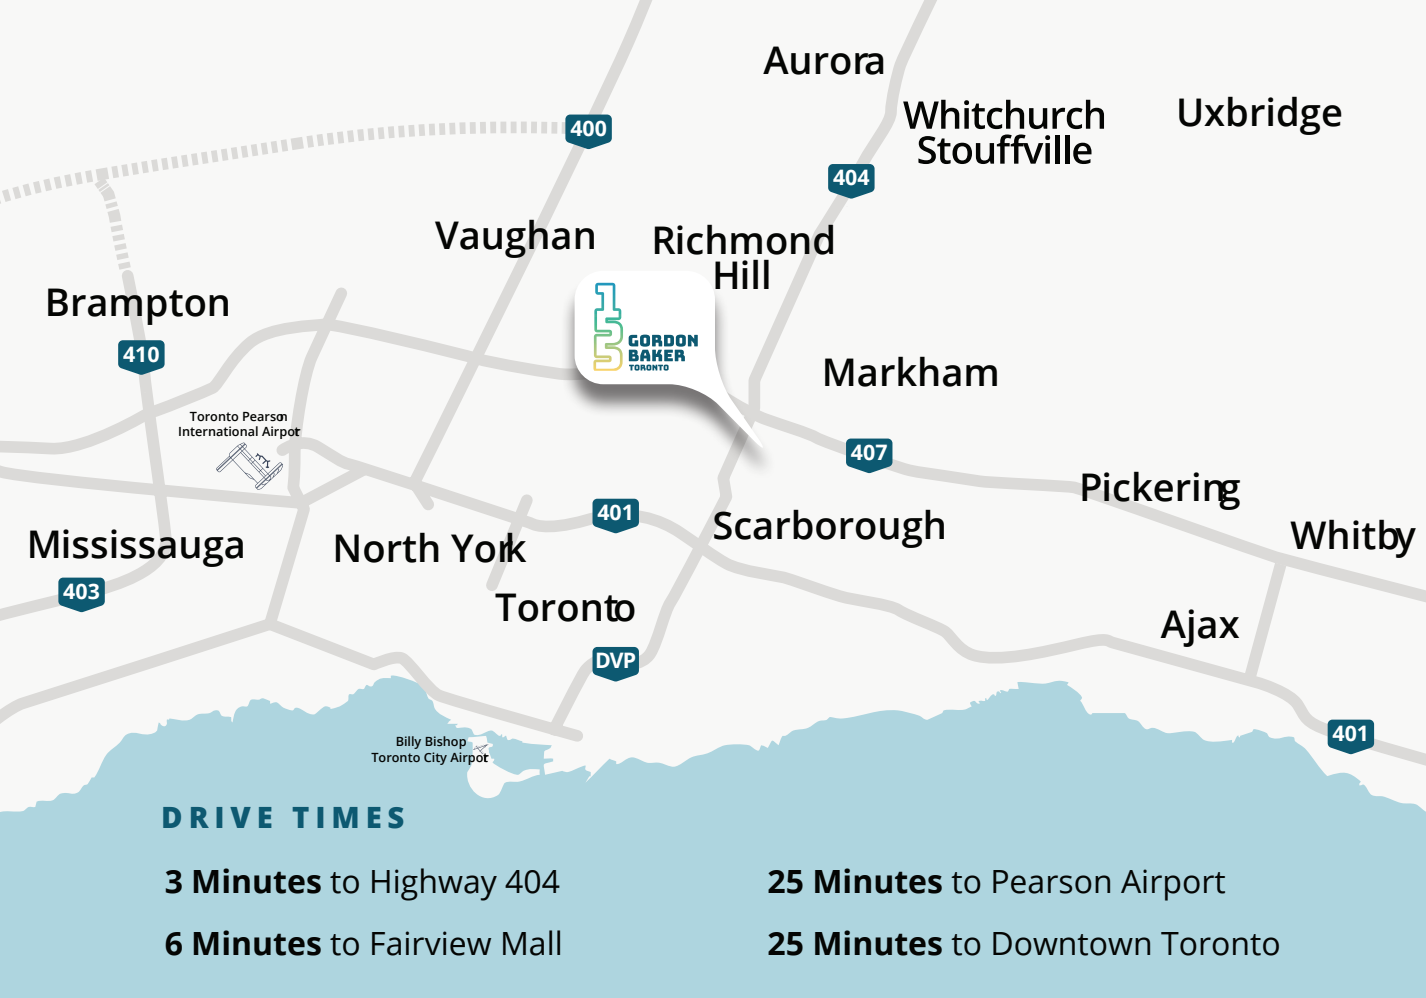 Aurora
Whitchurch
Stouffville
Uxbridge
400
404
Vaughan
Richmond
Hill
Brampton
410
155
GORDON
BAKER
TORONTO
Markham
Toronto Pearson
International Airport
407
Pickering
401
Scarborough
Whitby
Mississauga
North York
403
Toronto
Ajax
DVP
401
Billy Bishop
Toronto City Airport
DRIVE TIMES
3 Minutes to Highway 404
6 Minutes to Fairview Mall
25 Minutes to Pearson Airport
25 Minutes to Downtown Toronto